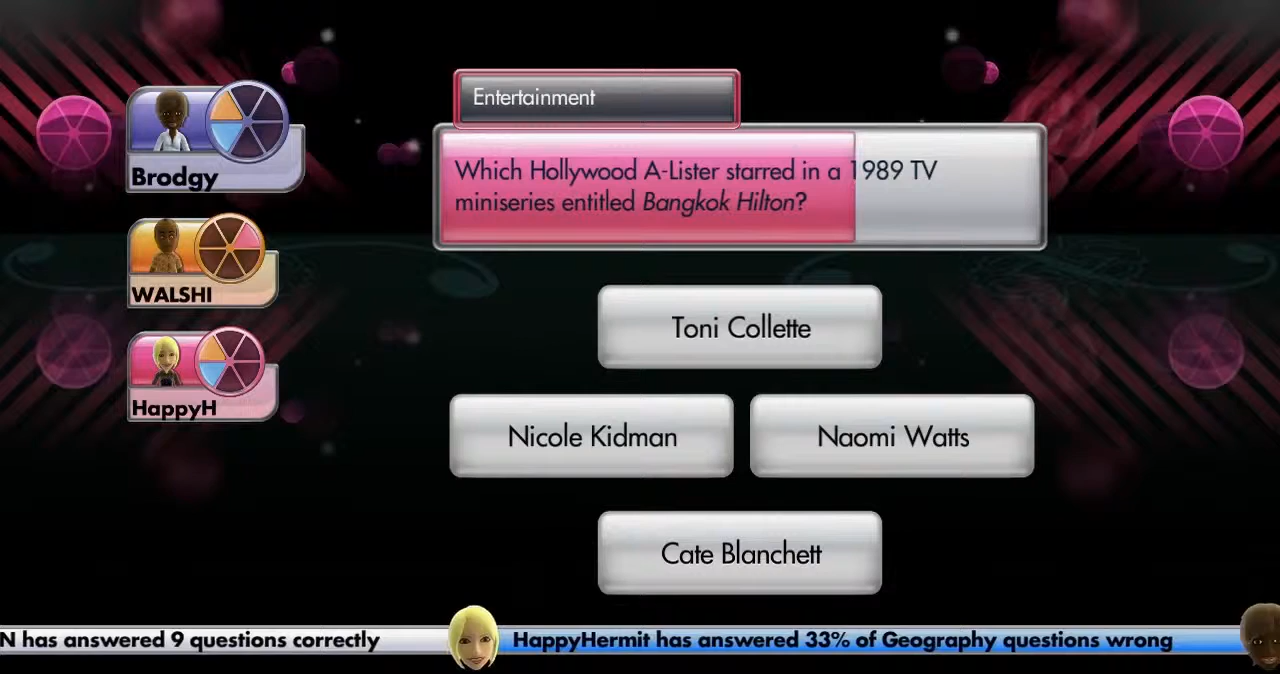 Entertainment
Which Hollywood A-Lister starred in a 1989 TV
miniseries entitled Bangkok Hilton?
Brodgy
WALSHI
HappyH
Toni Collette
Nicole Kidman
Naomi Watts
Cate Blanchett
N has answered 9 questions correctly
HappyHermit has answered 33% of Geography questions wrong